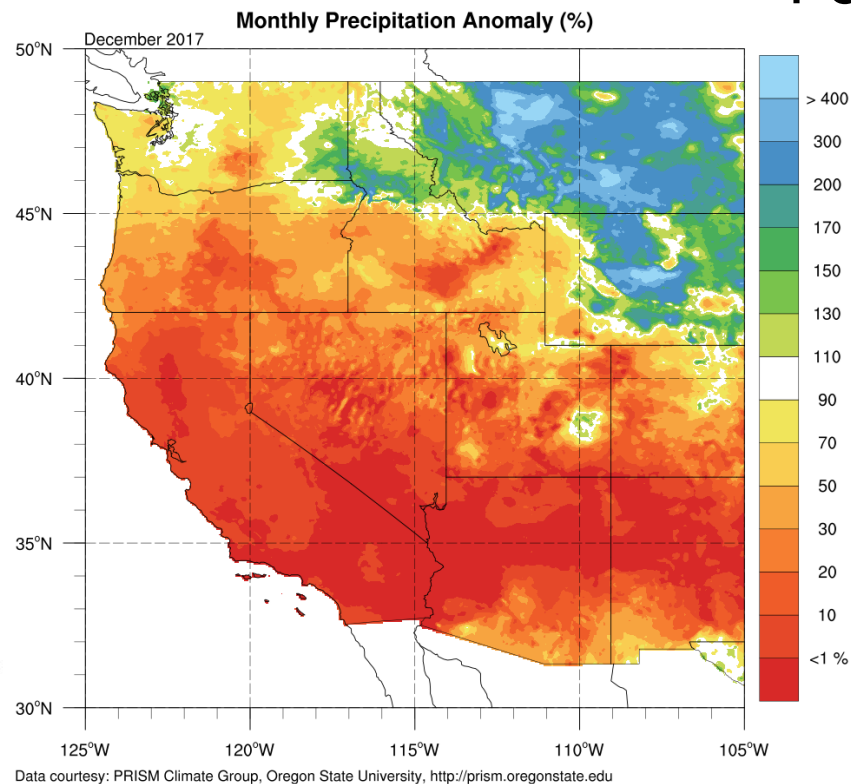 Monthly Precipitation Anomaly (%)
December 2017
50°N
45°N
40°N
35°N
30°N
125°W 120°W 115°W 110°W 105°W
> 400
300
200
170
150
130
110
90
70
50
30
20
10
<1 %
Data courtesy: PRISM Climate Group, Oregon State University, http://prism.oregonstate.edu